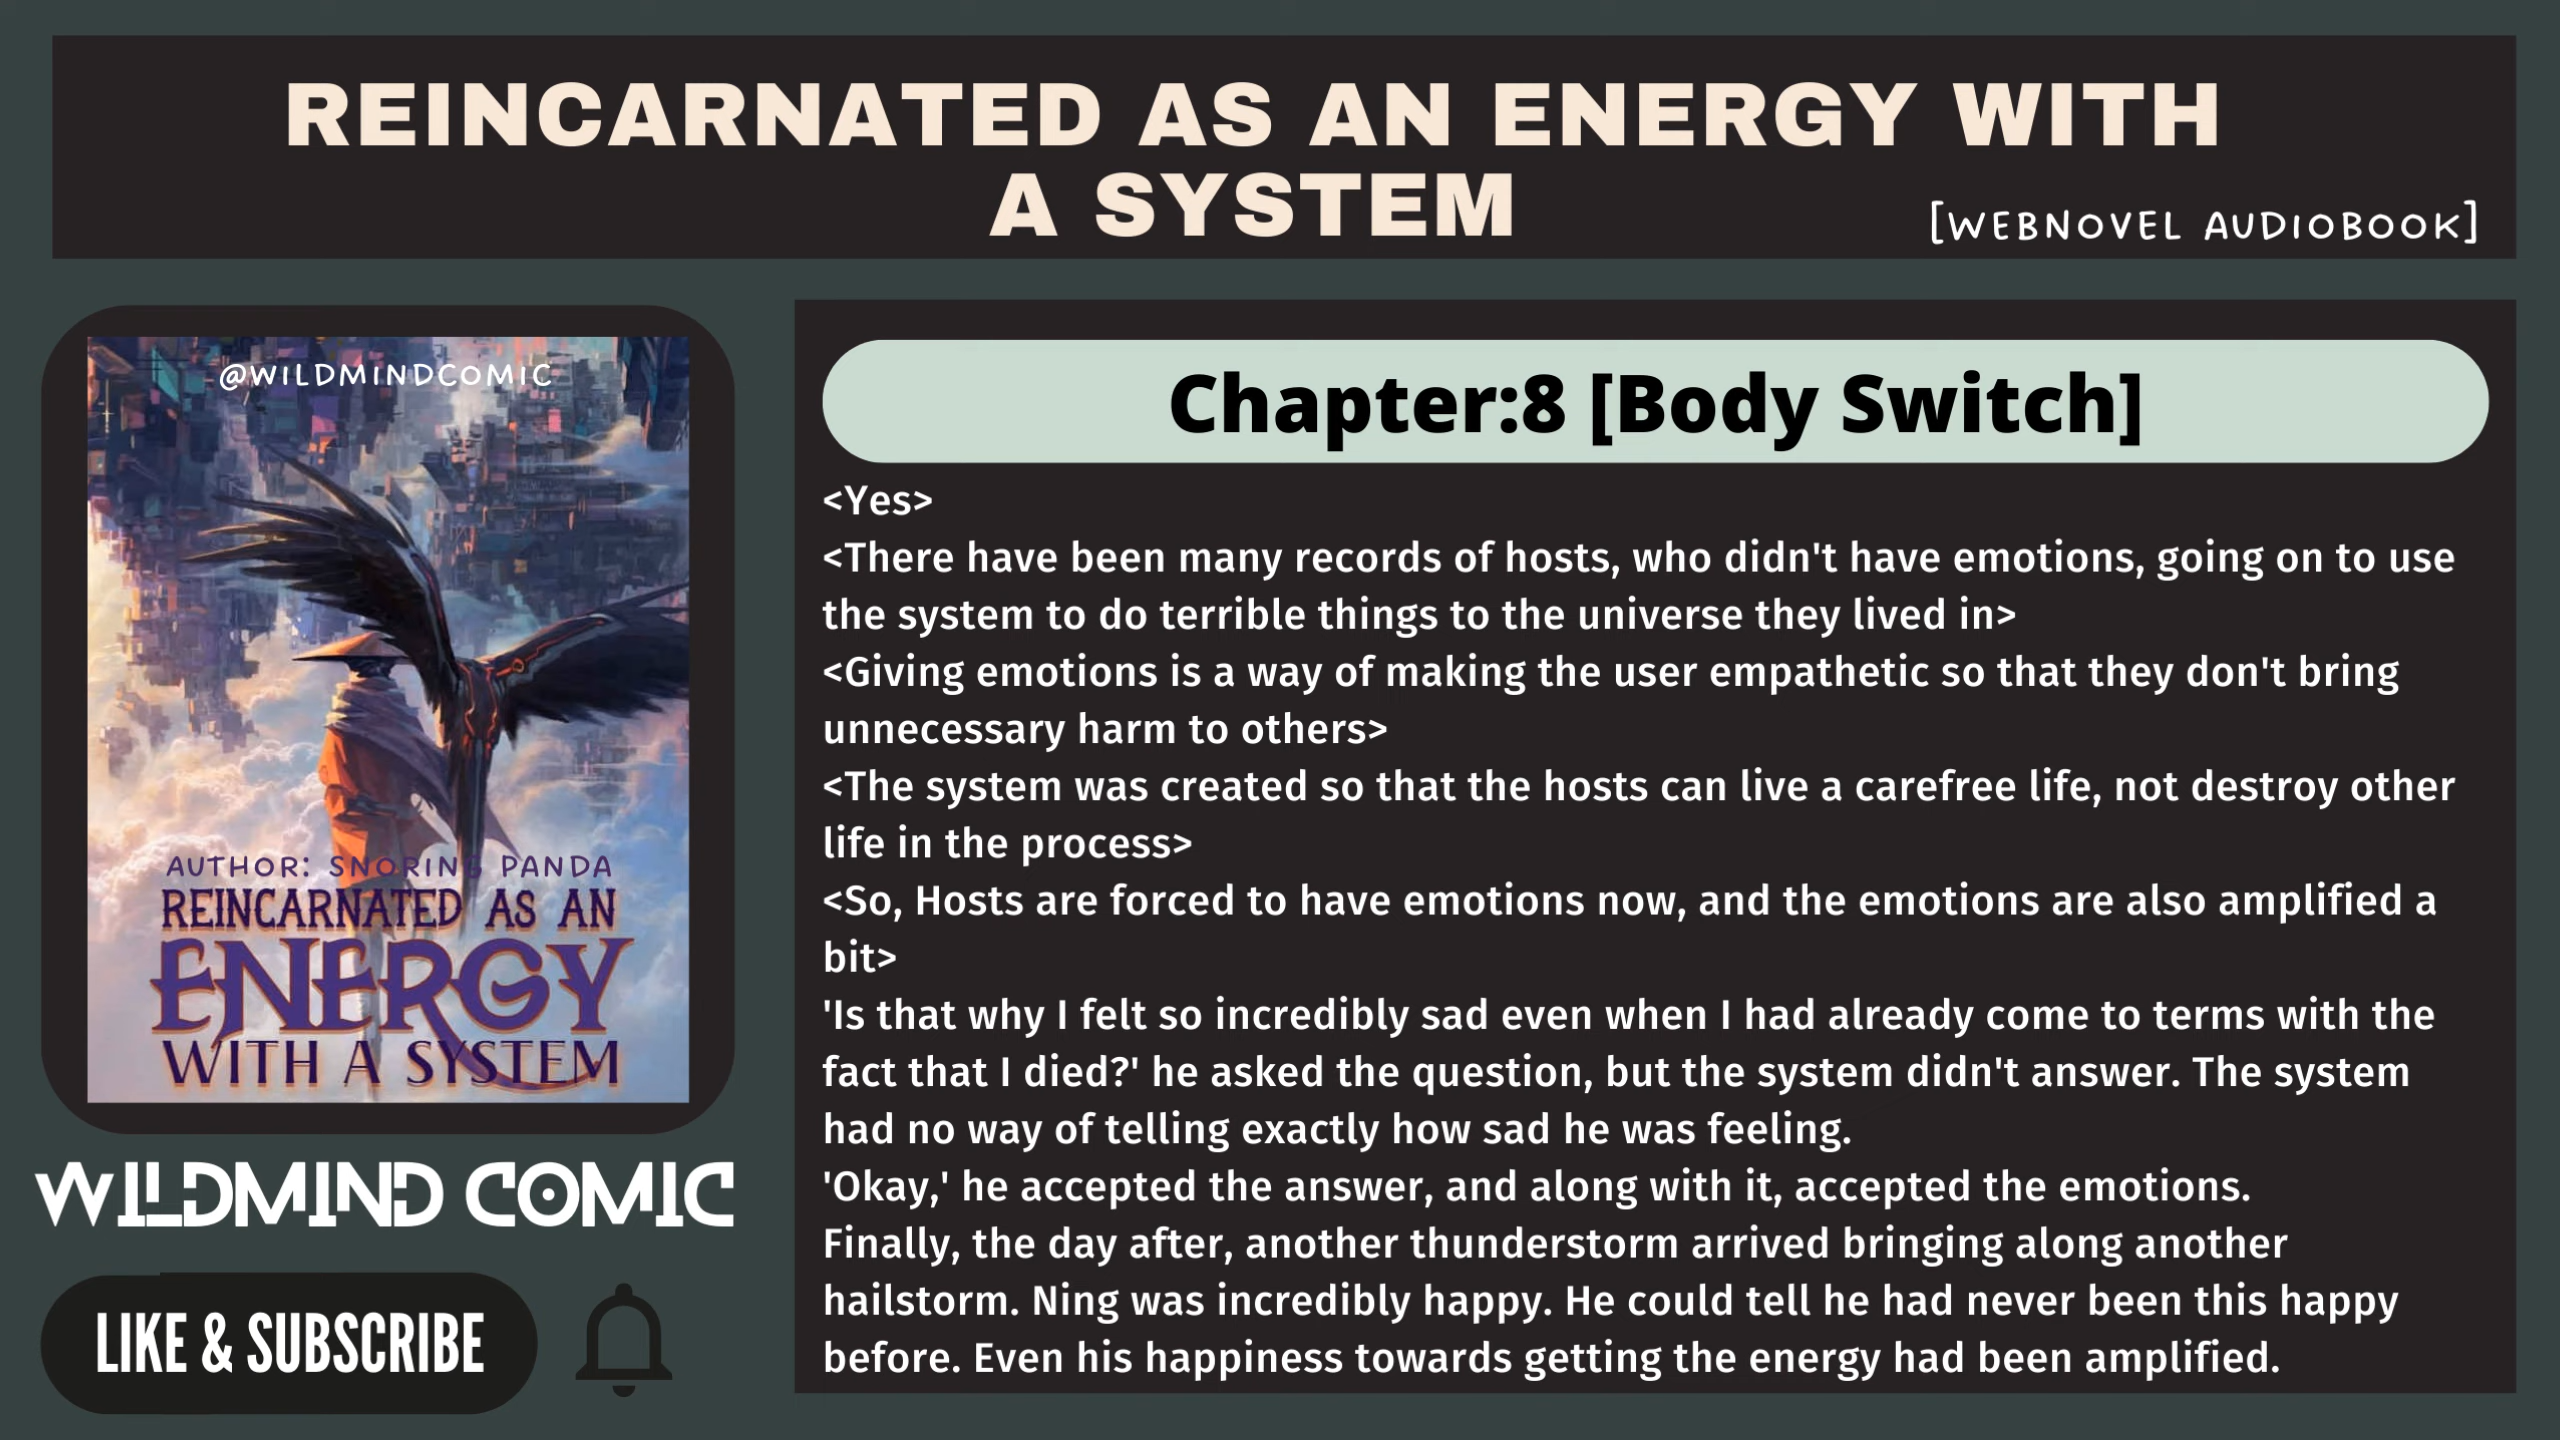 REINCARNATED AS AN ENERGY WITH
A SYSTEM
[WEBNOVEL AUDIOBOOK]
@WILDMINDCOMIC
AUTHOR: SNORING PANDA
REINCARNATED AS AN
ENERGY
WITH A SYSTEM
WILDMIND COMIC
LIKE & SUBSCRIBE
Chapter:8 [Body Switch]
<Yes>
<There have been many records of hosts, who didn't have emotions, going on to use
the system to do terrible things to the universe they lived in>
<Giving emotions is a way of making the user empathetic so that they don't bring
unnecessary harm to others>
<The system was created so that the hosts can live a carefree life, not destroy other
life in the process>
<So, Hosts are forced to have emotions now, and the emotions are also amplified a
bit>
'Is that why I felt so incredibly sad even when I had already come to terms with the
fact that I died?' he asked the question, but the system didn't answer. The system
had no way of telling exactly how sad he was feeling.
'Okay,' he accepted the answer, and along with it, accepted the emotions.
Finally, the day after, another thunderstorm arrived bringing along another
hailstorm. Ning was incredibly happy. He could tell he had never been this happy
before. Even his happiness towards getting the energy had been amplified.